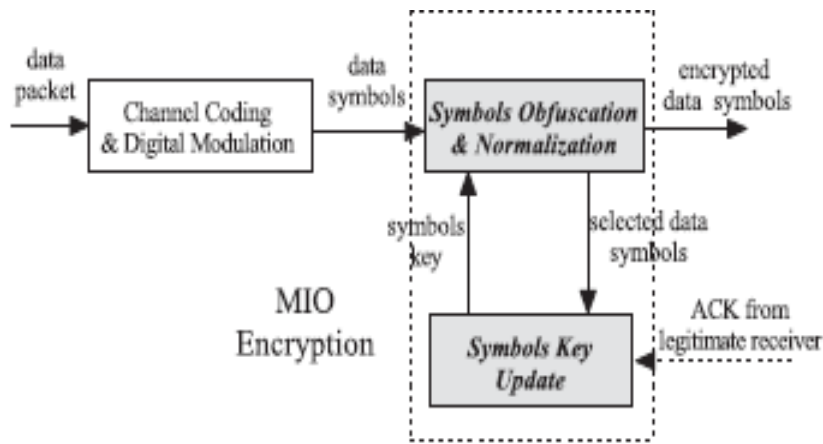 data
packet
Channel Coding
& Digital Modulation
data
symbols
Symbols Obfuscation
& Normalization
encrypted
data symbols
symbols
key
selected data
symbols
MIO
Encryption
Symbols Key
Update
ACK from
legitimate receiver